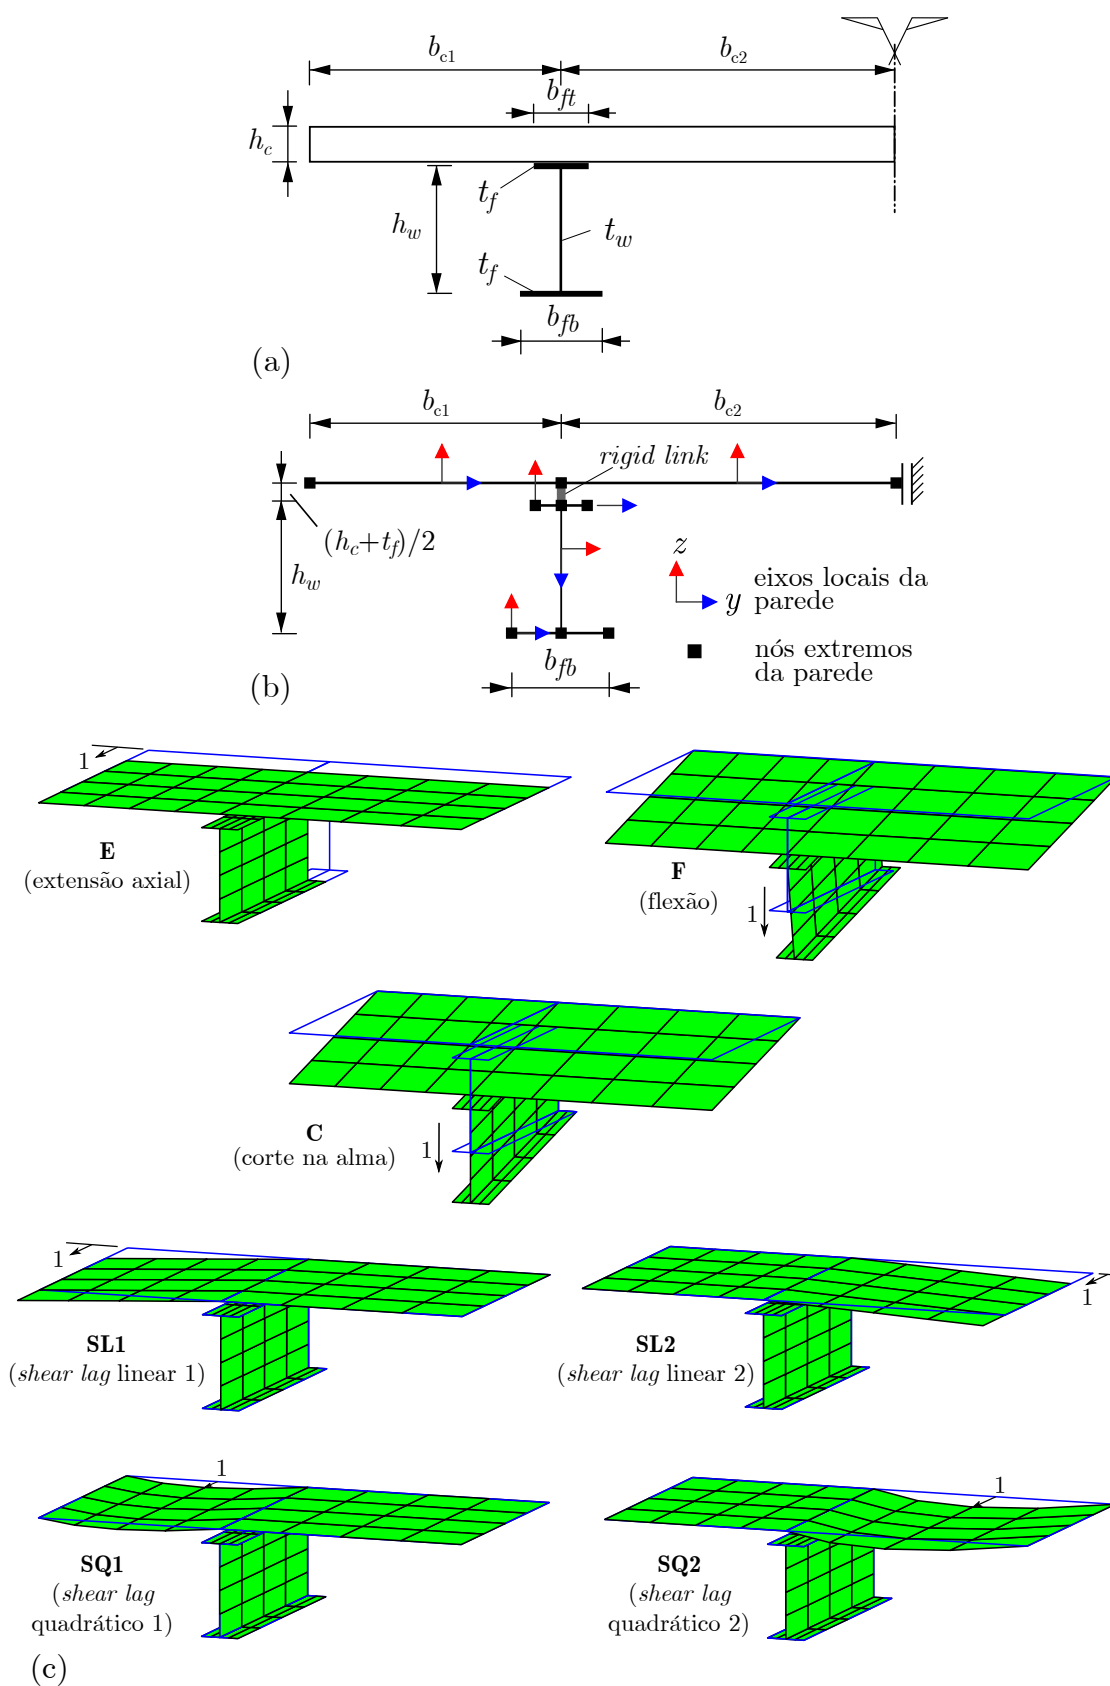 b_c1
b_c2
b_ft
h_c
t_f
h_w
t_w
t_f
b_fb
(a)
b_c1
b_c2
rigid link
(h_c+t_f)/2
h_w
z
y
eixos locais da
parede
nós extremos
da parede
b_fb
(b)
1
E
(extensão axial)
F
(flexão)
1
C
(corte na alma)
1
1
SL1
(shear lag linear 1)
SL2
(shear lag linear 2)
1
1
SQ1
(shear lag
quadrático 1)
1
SQ2
(shear lag
quadrático 2)
(c)